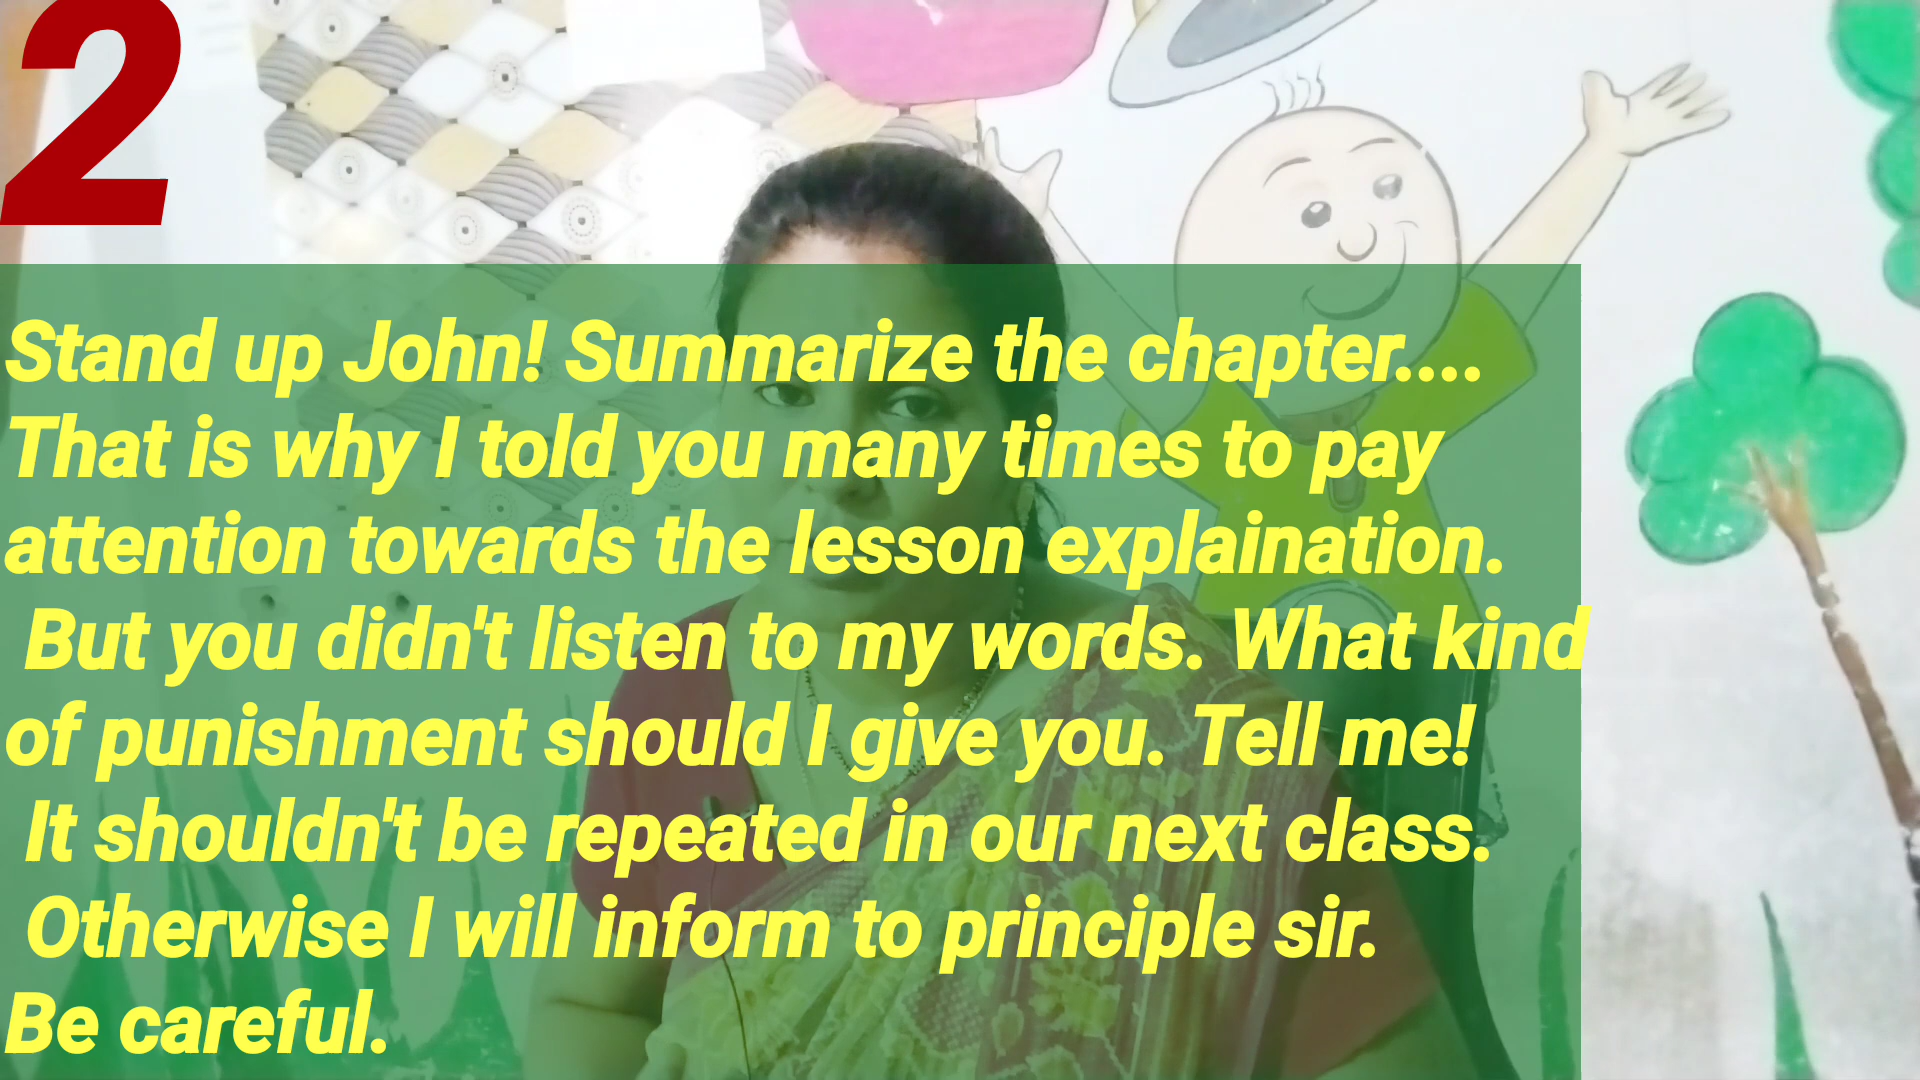 2
Stand up John! Summarize the chapter....
That is why I told you many times to pay
attention towards the lesson explaination.
But you didn't listen to my words. What kind
of punishment should I give you. Tell me!
It shouldn't be repeated in our next class.
Otherwise I will inform to principle sir.
Be careful.